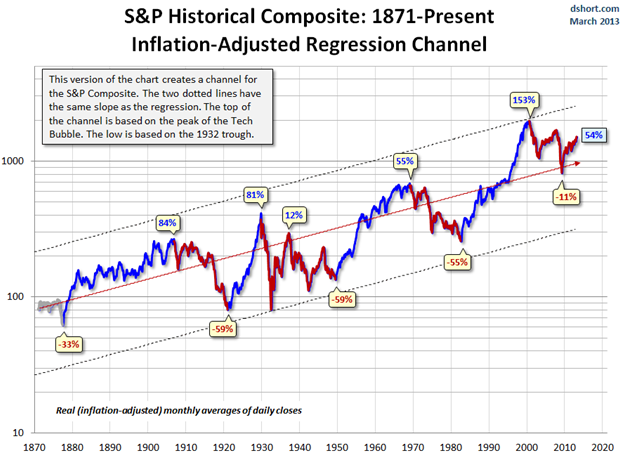 dshort.com
March 2013
S&P Historical Composite: 1871-Present
Inflation-Adjusted Regression Channel
This version of the chart creates a channel for
the S&P Composite. The two dotted lines have
the same slope as the regression. The top of
the channel is based on the peak of the Tech
Bubble. The low is based on the 1932 trough.
153%
54%
55%
1000
81%
84%
12%
-11%
-55%
100
-59%
-59%
-33%
Real (inflation-adjusted) monthly averages of daily closes
10
1870 1880 1890 1900 1910 1920 1930 1940 1950 1960 1970 1980 1990 2000 2010 2020